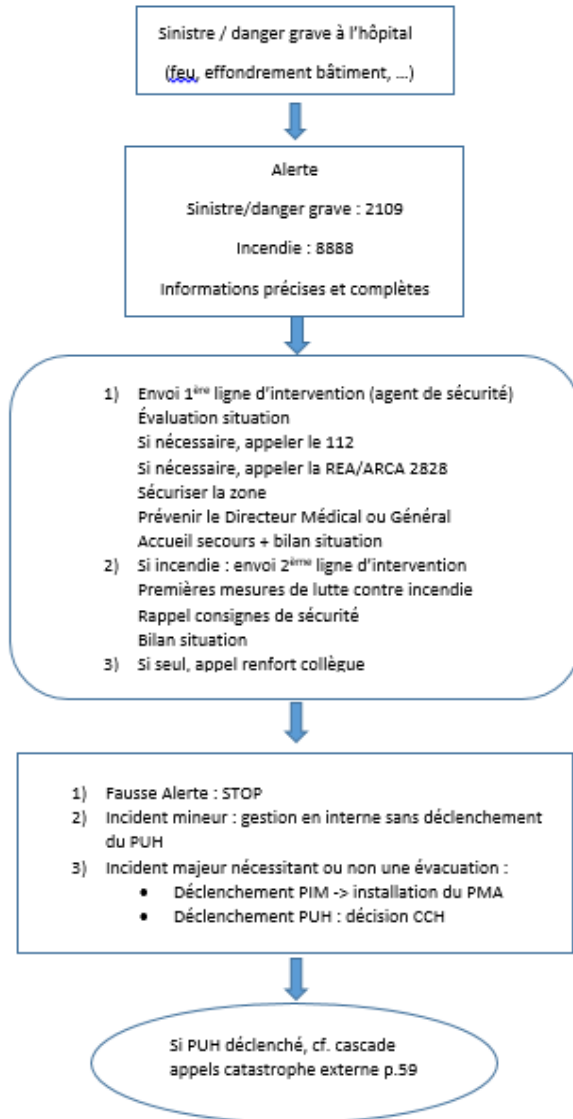 Sinistre / danger grave à l'hôpital
(feu, effondrement bâtiment, ...)
Alerte
Sinistre/danger grave : 2109
Incendie : 8888
Informations précises et complètes
1) Envoi 1ère ligne d'intervention (agent de sécurité)
Évaluation situation
Si nécessaire, appeler le 112
Si nécessaire, appeler la REA/ARCA 2828
Sécuriser la zone
Prévenir le Directeur Médical ou Général
Accueil secours + bilan situation
2) Si incendie : envoi 2ème ligne d'intervention
Premières mesures de lutte contre incendie
Rappel consignes de sécurité
Bilan situation
3) Si seul, appel renfort collègue
1) Fausse Alerte : STOP
2) Incident mineur : gestion en interne sans déclenchement
du PUH
3) Incident majeur nécessitant ou non une évacuation :
• Déclenchement PIM -> installation du PMA
• Déclenchement PUH : décision CCH
Si PUH déclenché, cf. cascade
appels catastrophe externe p.59